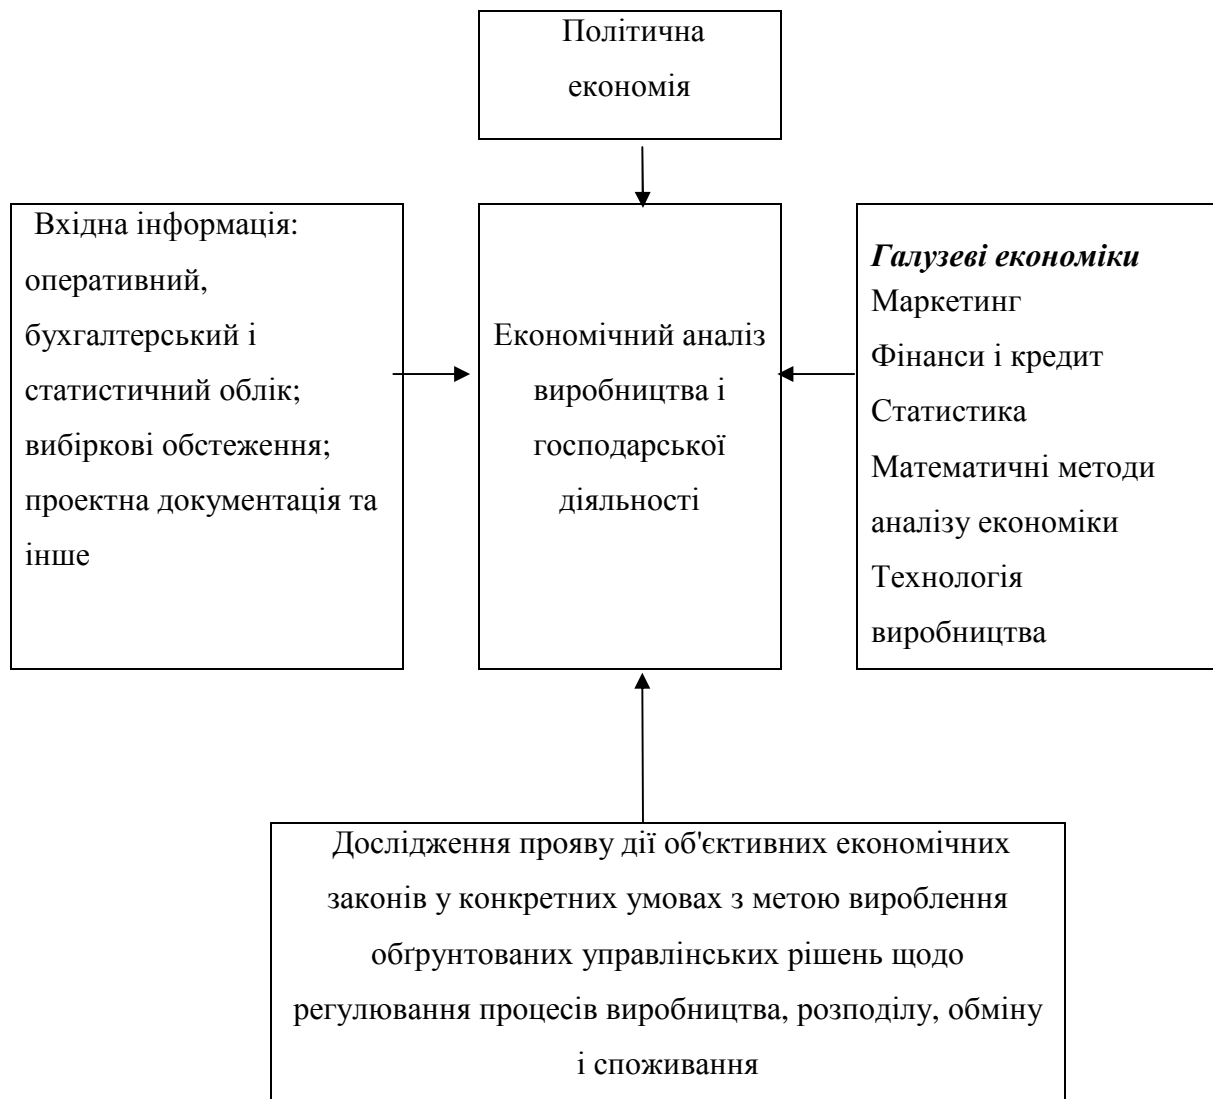 Політична
економія
Вхідна інформація:
оперативний,
бухгалтерський і
статистичний облік;
вибіркові обстеження;
проектна документація та
інше
Економічний аналіз
виробництва і
господарської
діяльності
Галузеві економіки
Маркетинг
Фінанси і кредит
Статистика
Математичні методи
аналізу економіки
Технологія
виробництва
Дослідження прояву дії об'єктивних економічних
законів у конкретних умовах з метою вироблення
обґрунтованих управлінських рішень щодо
регулювання процесів виробництва, розподілу, обміну
і споживання